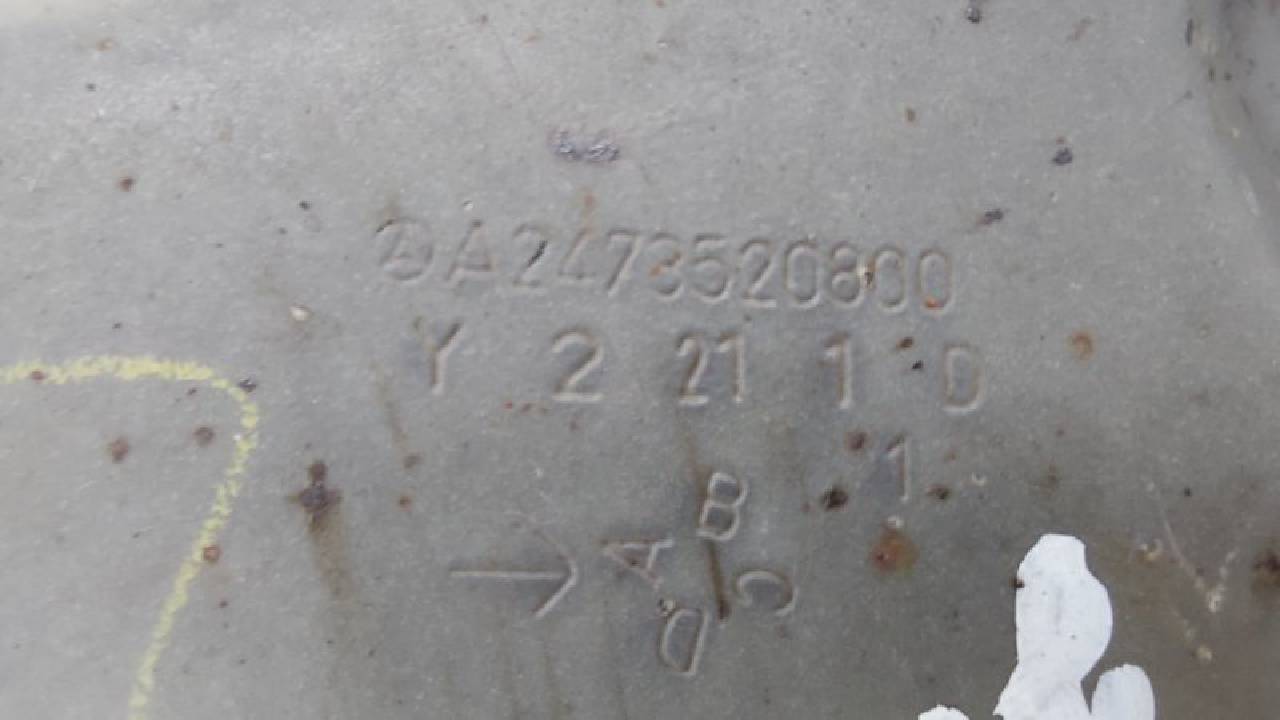 A2473520800
Y 2 21 1 D
1
B
→ A C
D